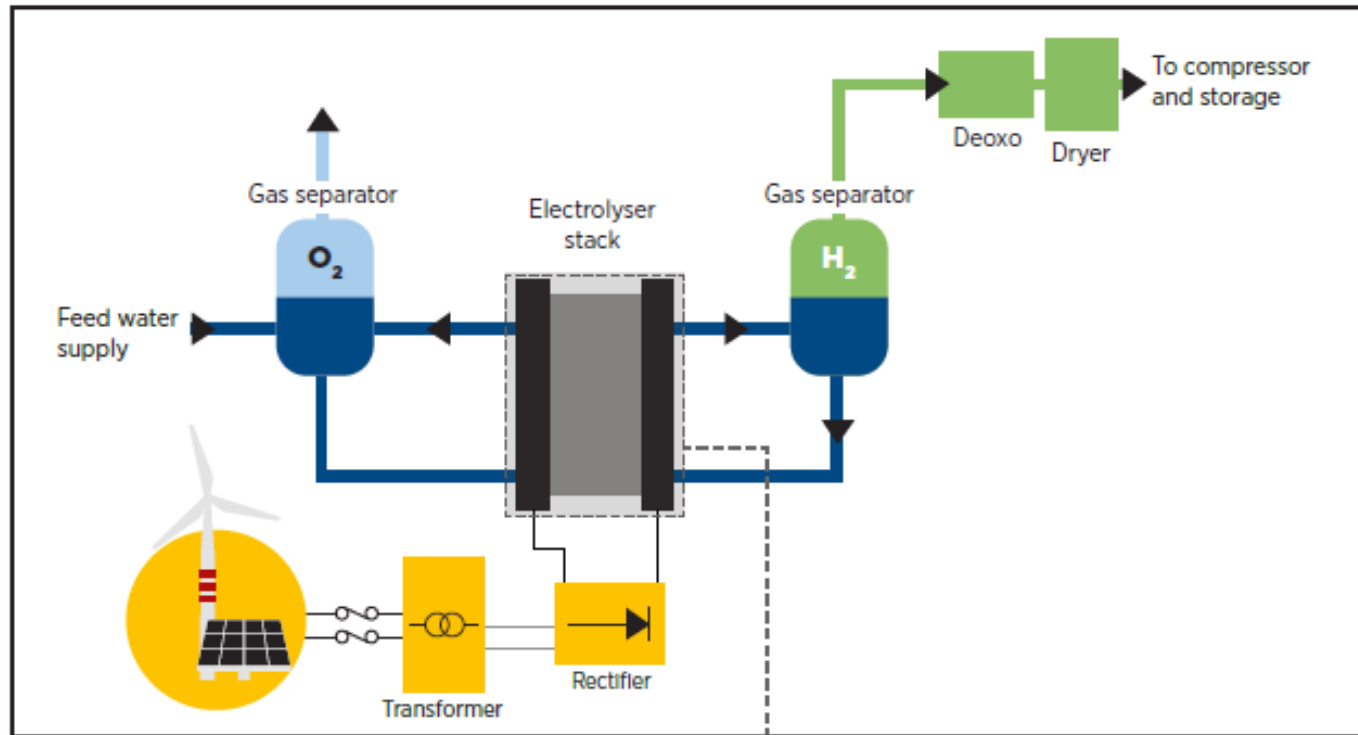 To compressor
and storage
Deoxo
Dryer
Gas separator
Electrolyser
stack
Gas separator
O₂
H₂
Feed water
supply
Rectifier
Transformer